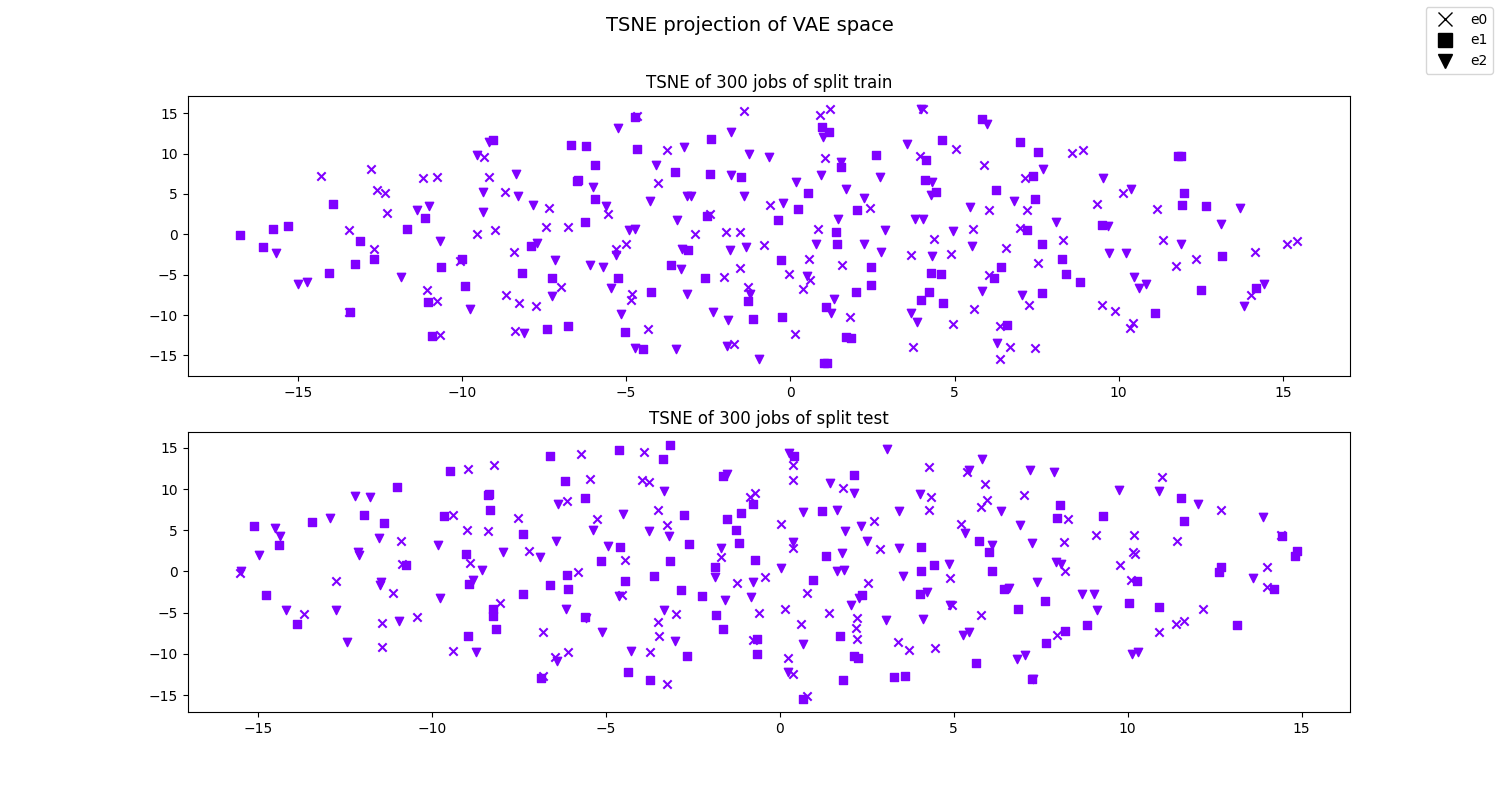 TSNE projection of VAE space
e0
e1
e2
TSNE of 300 jobs of split train
15
10
5
0
−5
−10
−15
−15 −10 −5 0 5 10 15
TSNE of 300 jobs of split test
15
10
5
0
−5
−10
−15
−15 −10 −5 0 5 10 15